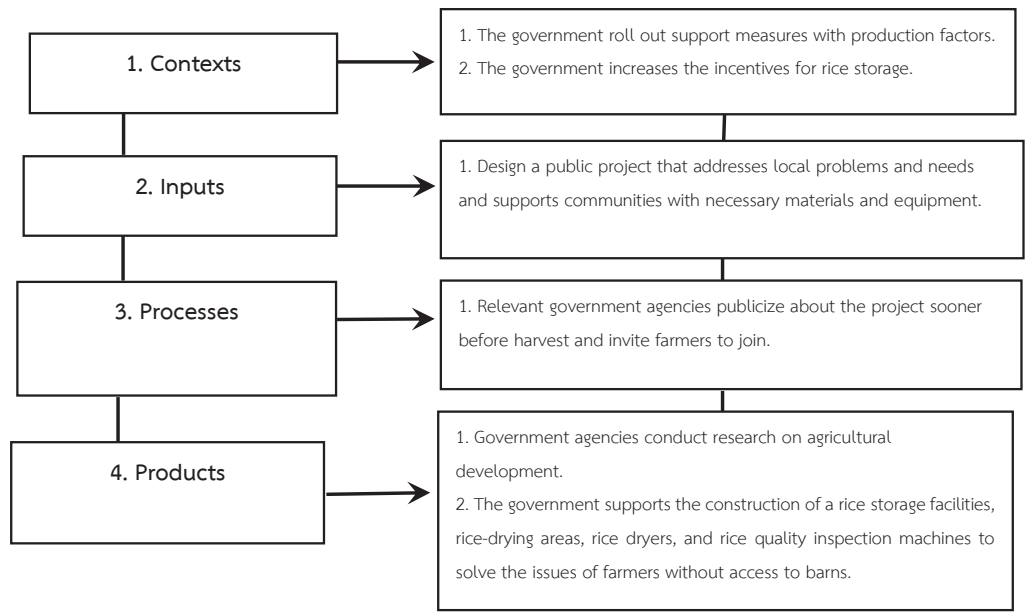 1. Contexts
1. The government roll out support measures with production factors.
2. The government increases the incentives for rice storage.
2. Inputs
1. Design a public project that addresses local problems and needs
and supports communities with necessary materials and equipment.
3. Processes
1. Relevant government agencies publicize about the project sooner
before harvest and invite farmers to join.
4. Products
1. Government agencies conduct research on agricultural
development.
2. The government supports the construction of a rice storage facilities,
rice-drying areas, rice dryers, and rice quality inspection machines to
solve the issues of farmers without access to barns.